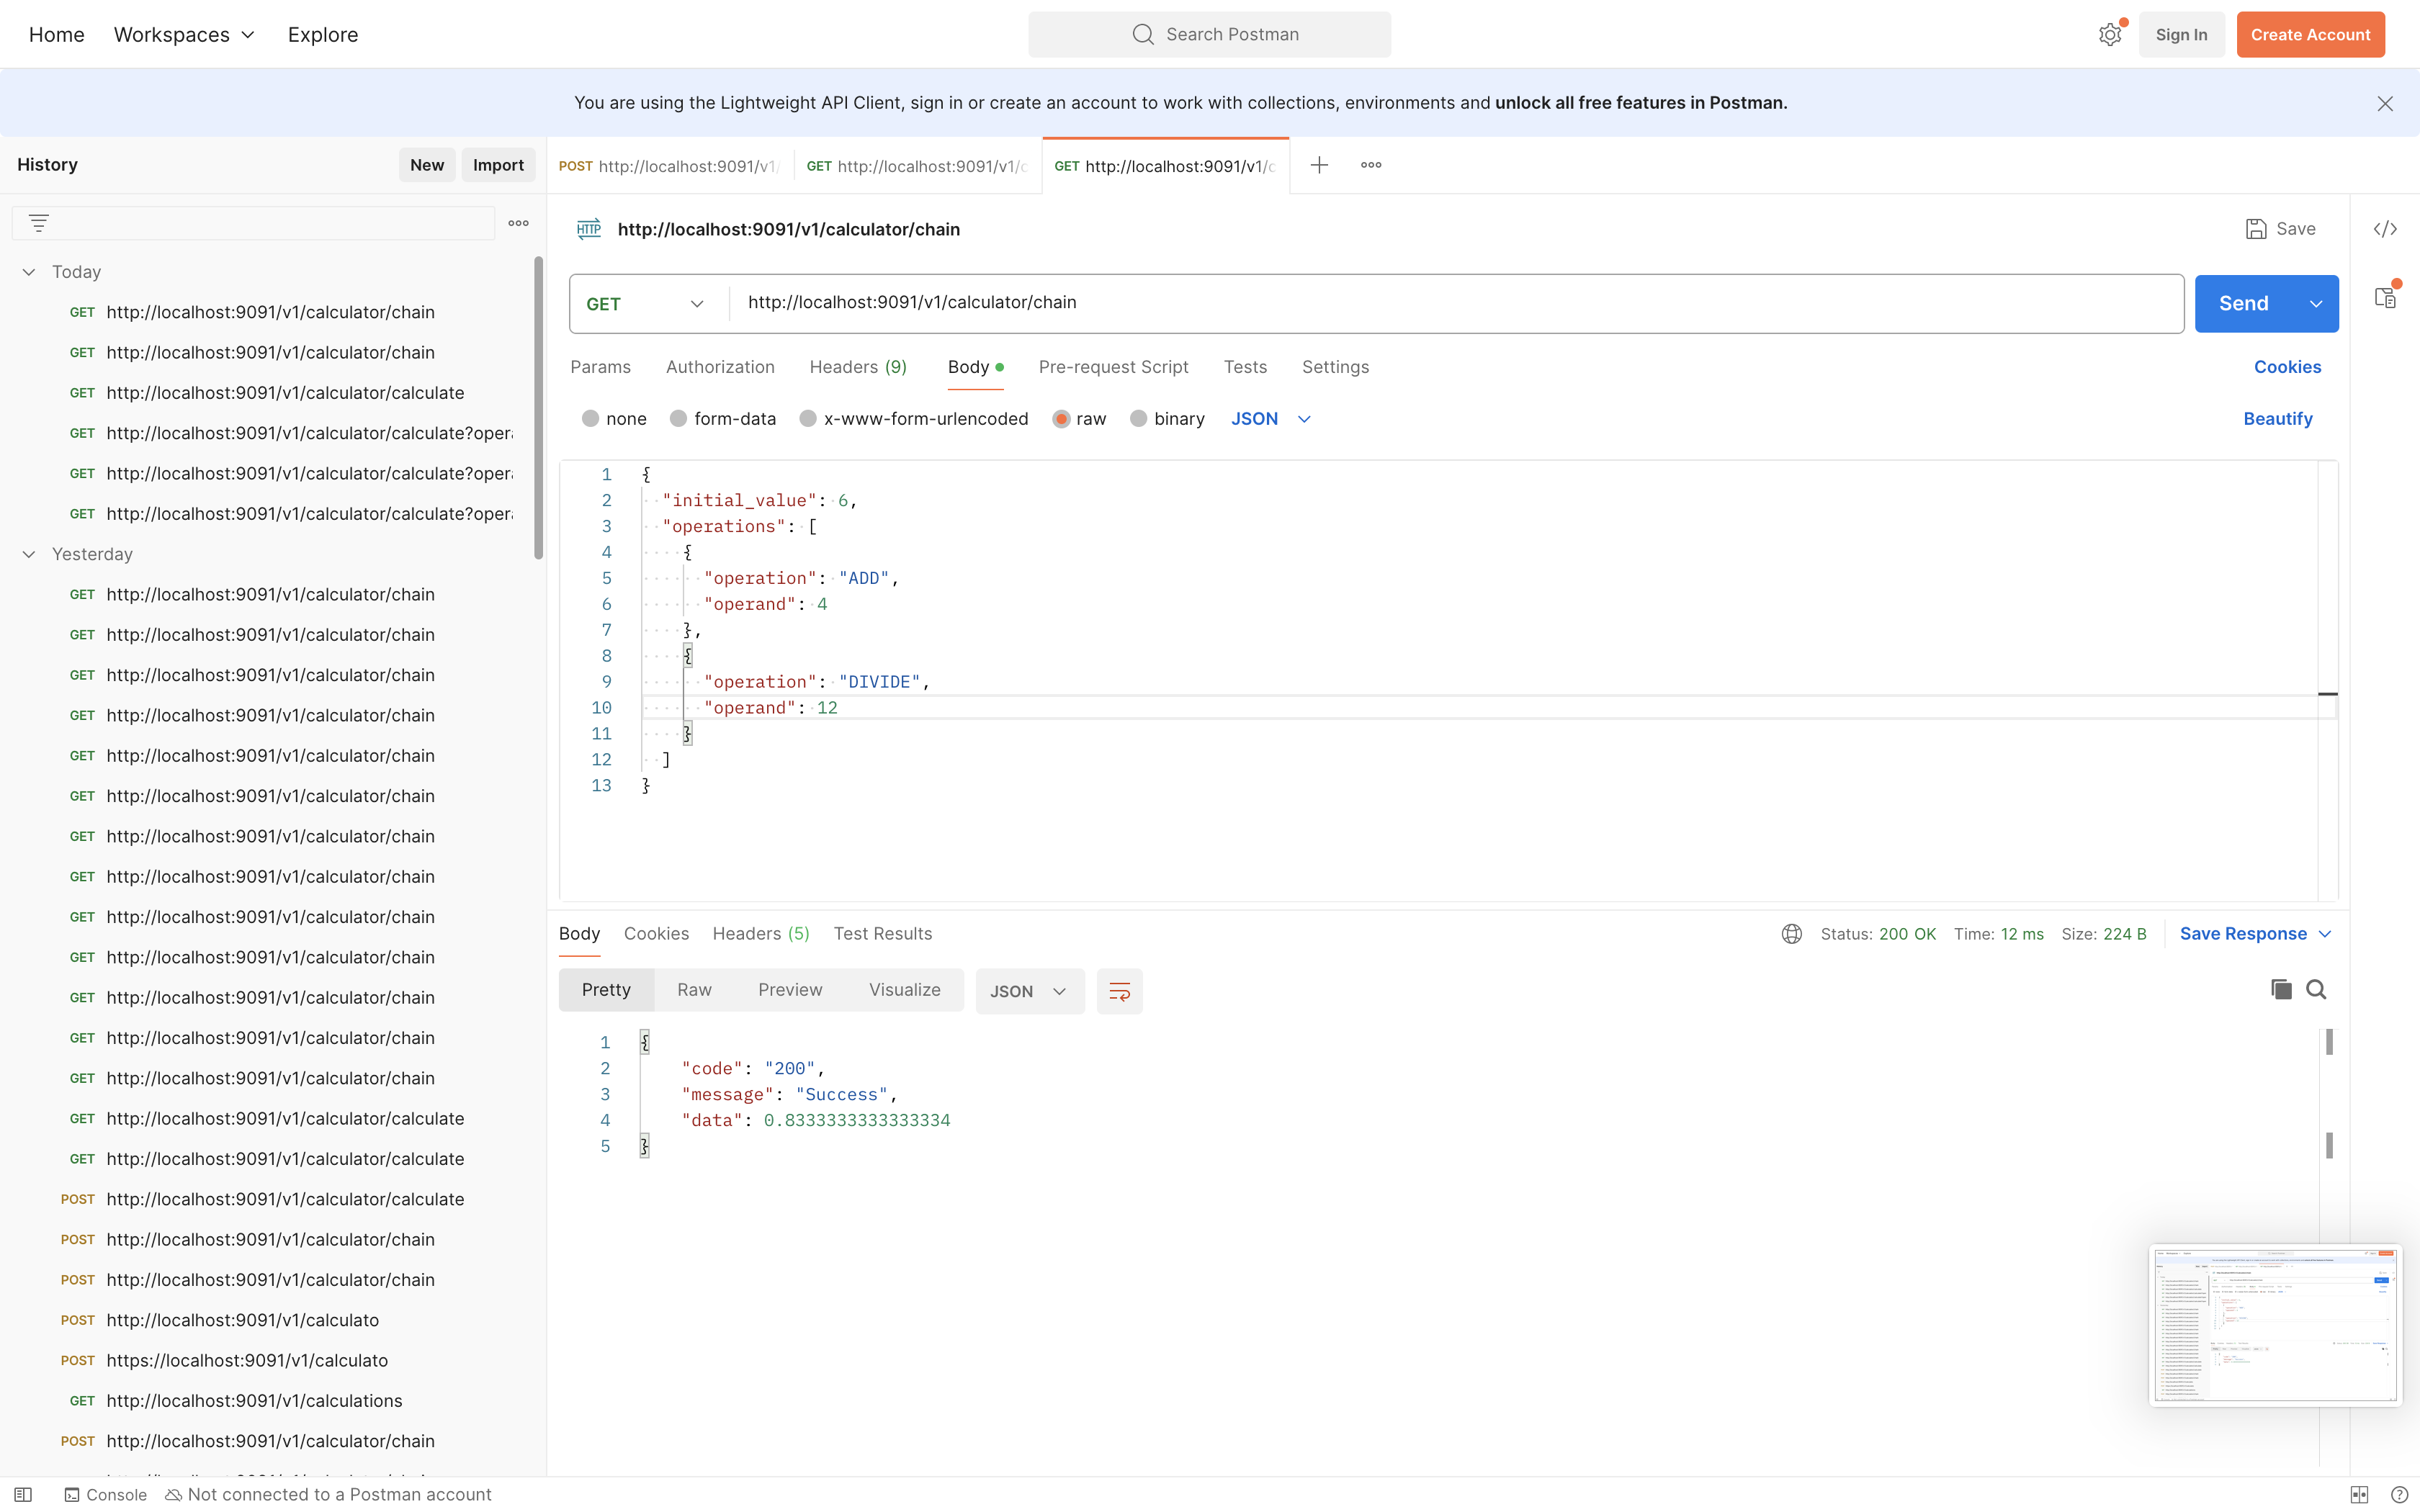 Home Workspaces Explore Search Postman Sign In Create Account
You are using the Lightweight API Client, sign in or create an account to work with collections, environments and unlock all free features in Postman.
History New Import
Today
GET http://localhost:9091/v1/calculator/chain
GET http://localhost:9091/v1/calculator/chain
GET http://localhost:9091/v1/calculator/calculate
GET http://localhost:9091/v1/calculator/calculate?oper
GET http://localhost:9091/v1/calculator/calculate?oper
GET http://localhost:9091/v1/calculator/calculate?oper
Yesterday
GET http://localhost:9091/v1/calculator/chain
GET http://localhost:9091/v1/calculator/chain
GET http://localhost:9091/v1/calculator/chain
GET http://localhost:9091/v1/calculator/chain
GET http://localhost:9091/v1/calculator/chain
GET http://localhost:9091/v1/calculator/chain
GET http://localhost:9091/v1/calculator/chain
GET http://localhost:9091/v1/calculator/chain
GET http://localhost:9091/v1/calculator/chain
GET http://localhost:9091/v1/calculator/chain
GET http://localhost:9091/v1/calculator/chain
GET http://localhost:9091/v1/calculator/chain
GET http://localhost:9091/v1/calculator/chain
GET http://localhost:9091/v1/calculator/calculate
GET http://localhost:9091/v1/calculator/calculate
POST http://localhost:9091/v1/calculator/calculate
POST http://localhost:9091/v1/calculator/chain
POST http://localhost:9091/v1/calculator/chain
POST http://localhost:9091/v1/calculato
POST https://localhost:9091/v1/calculato
GET http://localhost:9091/v1/calculations
POST http://localhost:9091/v1/calculator/chain
POST http://localhost:9091/v1/ GET http://localhost:9091/v1/c GET http://localhost:9091/v1/c
HTTP http://localhost:9091/v1/calculator/chain Save
GET http://localhost:9091/v1/calculator/chain Send
Params Authorization Headers (9) Body Pre-request Script Tests Settings Cookies
none form-data x-www-form-urlencoded raw binary JSON Beautify
1 {
2 "initial_value": 6,
3 "operations": [
4 {
5 "operation": "ADD",
6 "operand": 4
7 },
8 {
9 "operation": "DIVIDE",
10 "operand": 12
11 }
12 ]
13 }
Body Cookies Headers (5) Test Results Status: 200 OK Time: 12 ms Size: 224 B Save Response
Pretty Raw Preview Visualize JSON
1 {
2 "code": "200",
3 "message": "Success",
4 "data": 0.8333333333333334
5 }
Console Not connected to a Postman account